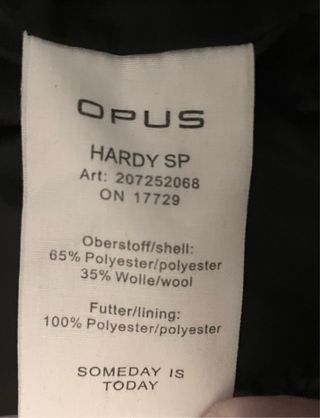 OPUS
HARDY SP
Art: 207252068
ON 17729
Oberstoff/shell:
65% Polyester/polyester
35% Wolle/wool
Futter/lining:
100% Polyester/polyester
SOMEDAY IS
TODAY